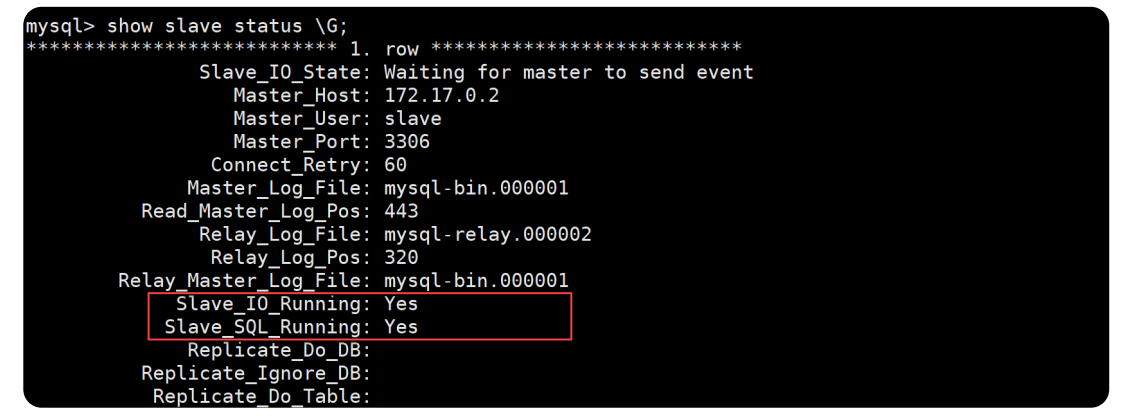 mysql> show slave status \G;
*************************** 1. row ***************************
Slave_IO_State: Waiting for master to send event
Master_Host: 172.17.0.2
Master_User: slave
Master_Port: 3306
Connect_Retry: 60
Master_Log_File: mysql-bin.000001
Read_Master_Log_Pos: 443
Relay_Log_File: mysql-relay.000002
Relay_Log_Pos: 320
Relay_Master_Log_File: mysql-bin.000001
Slave_IO_Running: Yes
Slave_SQL_Running: Yes
Replicate_Do_DB:
Replicate_Ignore_DB:
Replicate_Do_Table: